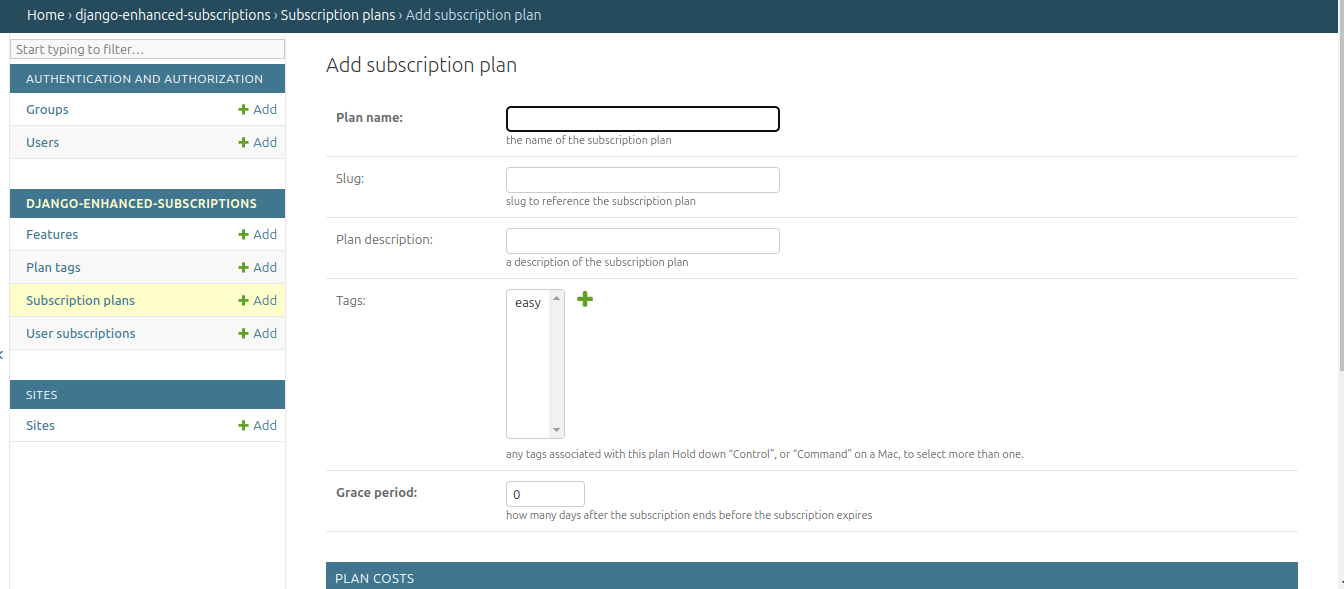 Home › django-enhanced-subscriptions › Subscription plans › Add subscription plan
Start typing to filter…
AUTHENTICATION AND AUTHORIZATION
Groups + Add
Users + Add
DJANGO-ENHANCED-SUBSCRIPTIONS
Features + Add
Plan tags + Add
Subscription plans + Add
User subscriptions + Add
SITES
Sites + Add
Add subscription plan
Plan name:
the name of the subscription plan
Slug:
slug to reference the subscription plan
Plan description:
a description of the subscription plan
Tags:
easy
any tags associated with this plan Hold down “Control”, or “Command” on a Mac, to select more than one.
Grace period:
0
how many days after the subscription ends before the subscription expires
PLAN COSTS